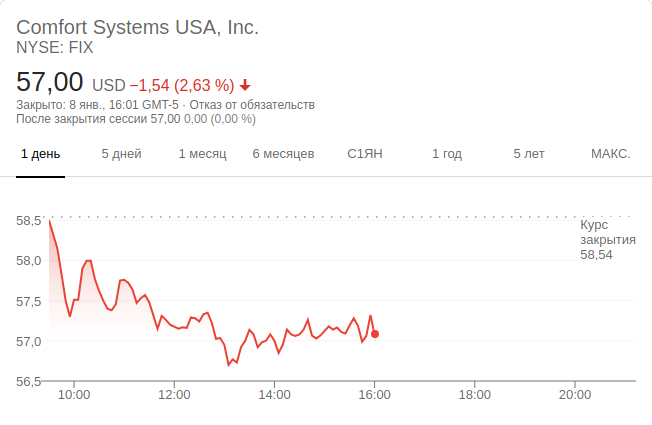 Comfort Systems USA, Inc.
NYSE: FIX
57,00 USD −1,54 (2,63 %)
Закрыто: 8 янв., 16:01 GMT-5 · Отказ от обязательств
После закрытия сессии 57,00 0,00 (0,00 %)
1 день 5 дней 1 месяц 6 месяцев С1ЯН 1 год 5 лет МАКС.
58,5
Курс
закрытия
58,54
58,0
57,5
57,0
56,5
10:00 12:00 14:00 16:00 18:00 20:00